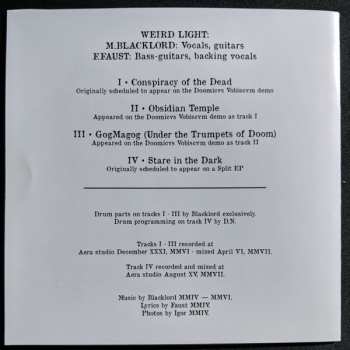 WEIRD LIGHT:
M.BLACKLORD: Vocals, guitars
F.FAUST: Bass-guitars, backing vocals
I • Conspiracy of the Dead
Originally scheduled to appear on the Doomicvs Vobiscvm demo
II • Obsidian Temple
Appeared on the Doomicvs Vobiscvm demo as track I
III • GogMagog (Under the Trumpets of Doom)
Appeared on the Doomicvs Vobiscvm demo as track II
IV • Stare in the Dark
Originally scheduled to appear on a Split EP
Drum parts on tracks I - III by Blacklord exclusively.
Drum programming on track IV by D.N.
Tracks I - III recorded at
Aera studio December XXXI, MMVI - mixed April VI, MMVII.
Track IV recorded and mixed at
Aera studio August XV, MMVII.
Music by Blacklord MMIV — MMVI.
Lyrics by Faust MMIV.
Photos by Igor MMIV.